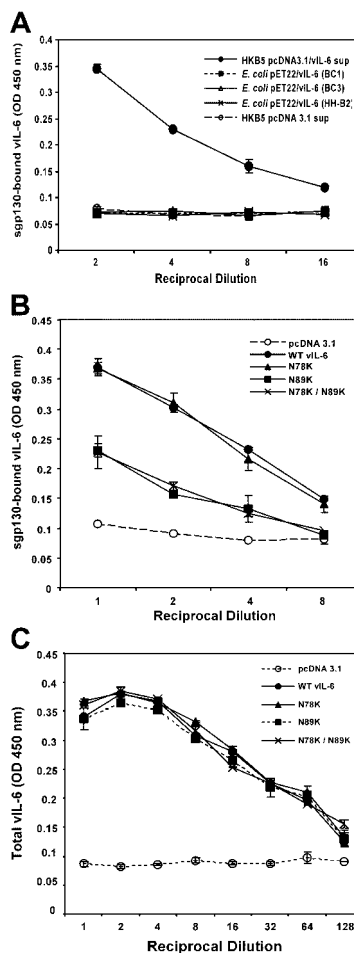 A
sgp130-bound vIL-6 (OD 450 nm)
0.4
0.35
0.3
0.25
0.2
0.15
0.1
0.05
0
HKB5 pcDNA3.1/vIL-6 sup
E. coli pET22/vIL-6 (BC1)
E. coli pET22/vIL-6 (BC3)
E. coli pET22/vIL-6 (HH-B2)
HKB5 pcDNA 3.1 sup
2 4 8 16
Reciprocal Dilution
B
sgp130-bound vIL-6 (OD 450 nm)
0.45
0.4
0.35
0.3
0.25
0.2
0.15
0.1
0.05
0
pcDNA 3.1
WT vIL-6
N78K
N89K
N78K / N89K
1 2 4 8
Reciprocal Dilution
C
Total vIL-6 (OD 450 nm)
0.45
0.4
0.35
0.3
0.25
0.2
0.15
0.1
0.05
0
pcDNA 3.1
WT vIL-6
N78K
N89K
N78K / N89K
1 2 4 8 16 32 64 128
Reciprocal Dilution